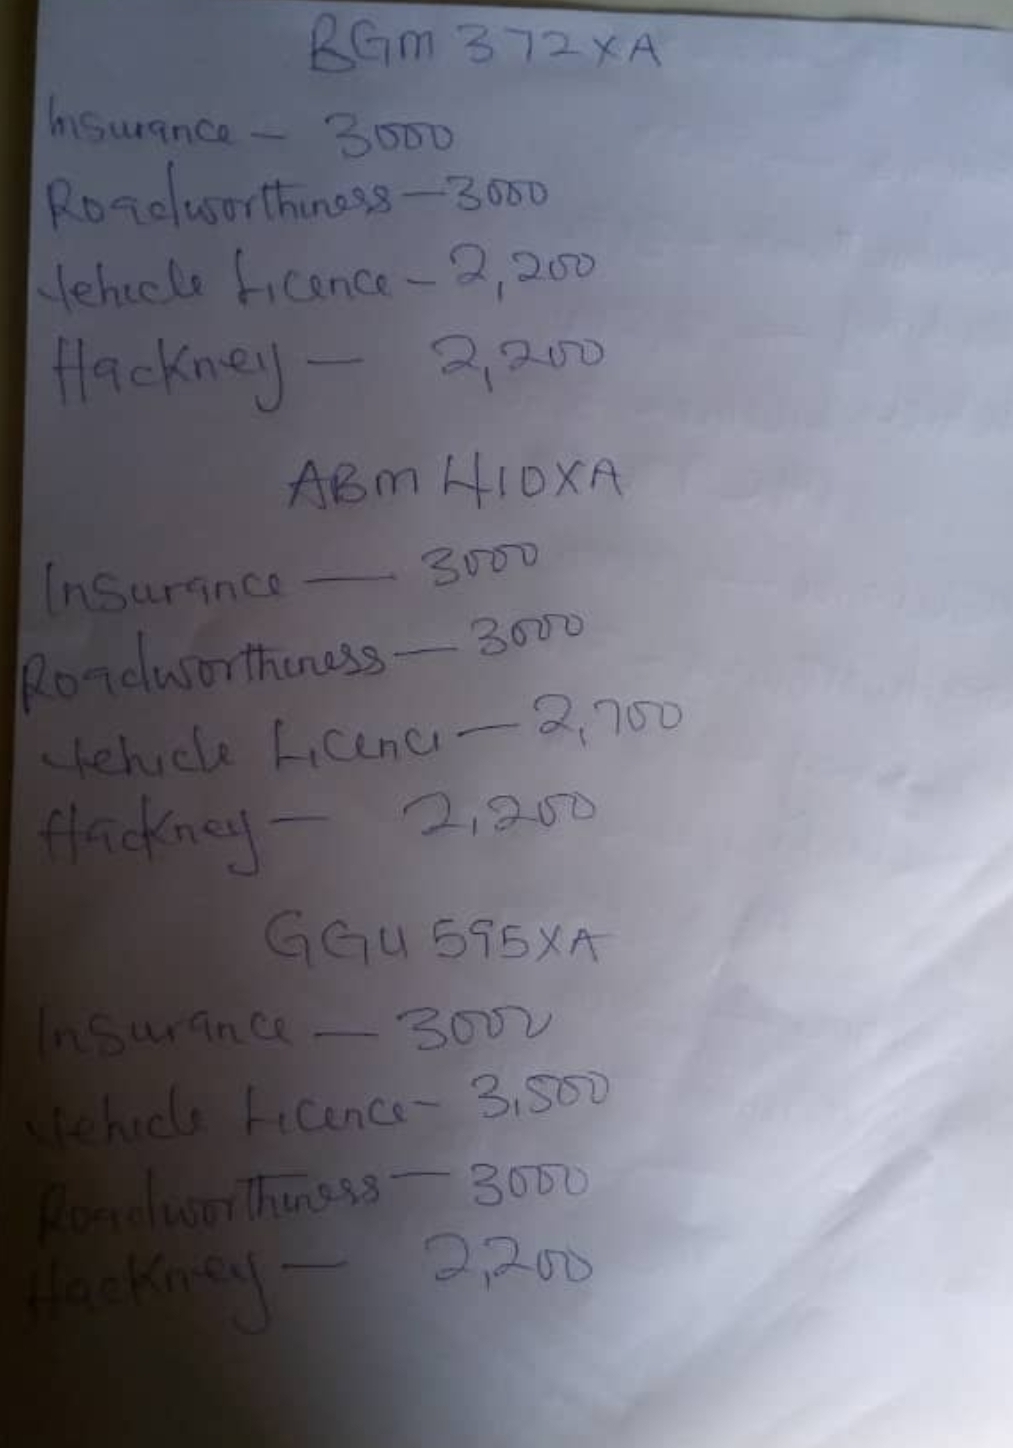 BGM 372XA
Insurance - 3000
Roadworthiness - 3000
Vehicle Licence - 2,200
Hackney - 2,200
ABM 410XA
Insurance - 3000
Roadworthiness - 3000
Vehicle Licence - 2,700
Hackney - 2,200
GGU 595XA
Insurance - 3000
Vehicle Licence - 3,500
Roadworthiness - 3000
Hackney - 2,200